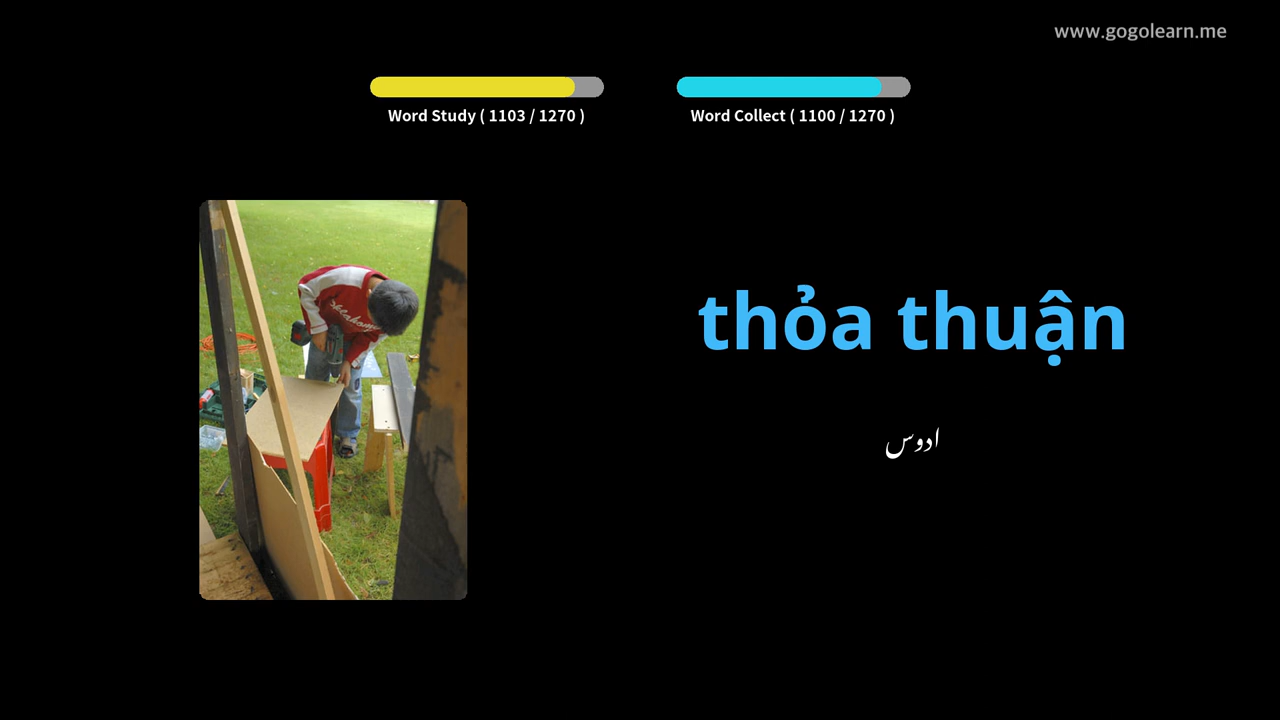 www.gogolearn.me
Word Study ( 1103 / 1270 )
Word Collect ( 1100 / 1270 )
thỏa thuận
ادوس